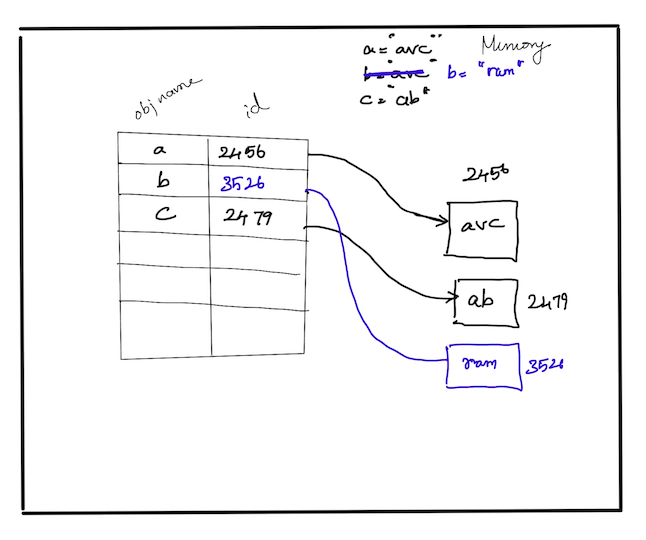 a = "avc"
Memory
b = "avc"
b = "ram"
c = "ab"
obj name
id
a 2456
b 3526
c 2479
2456
avc
ab 2479
ram 3526